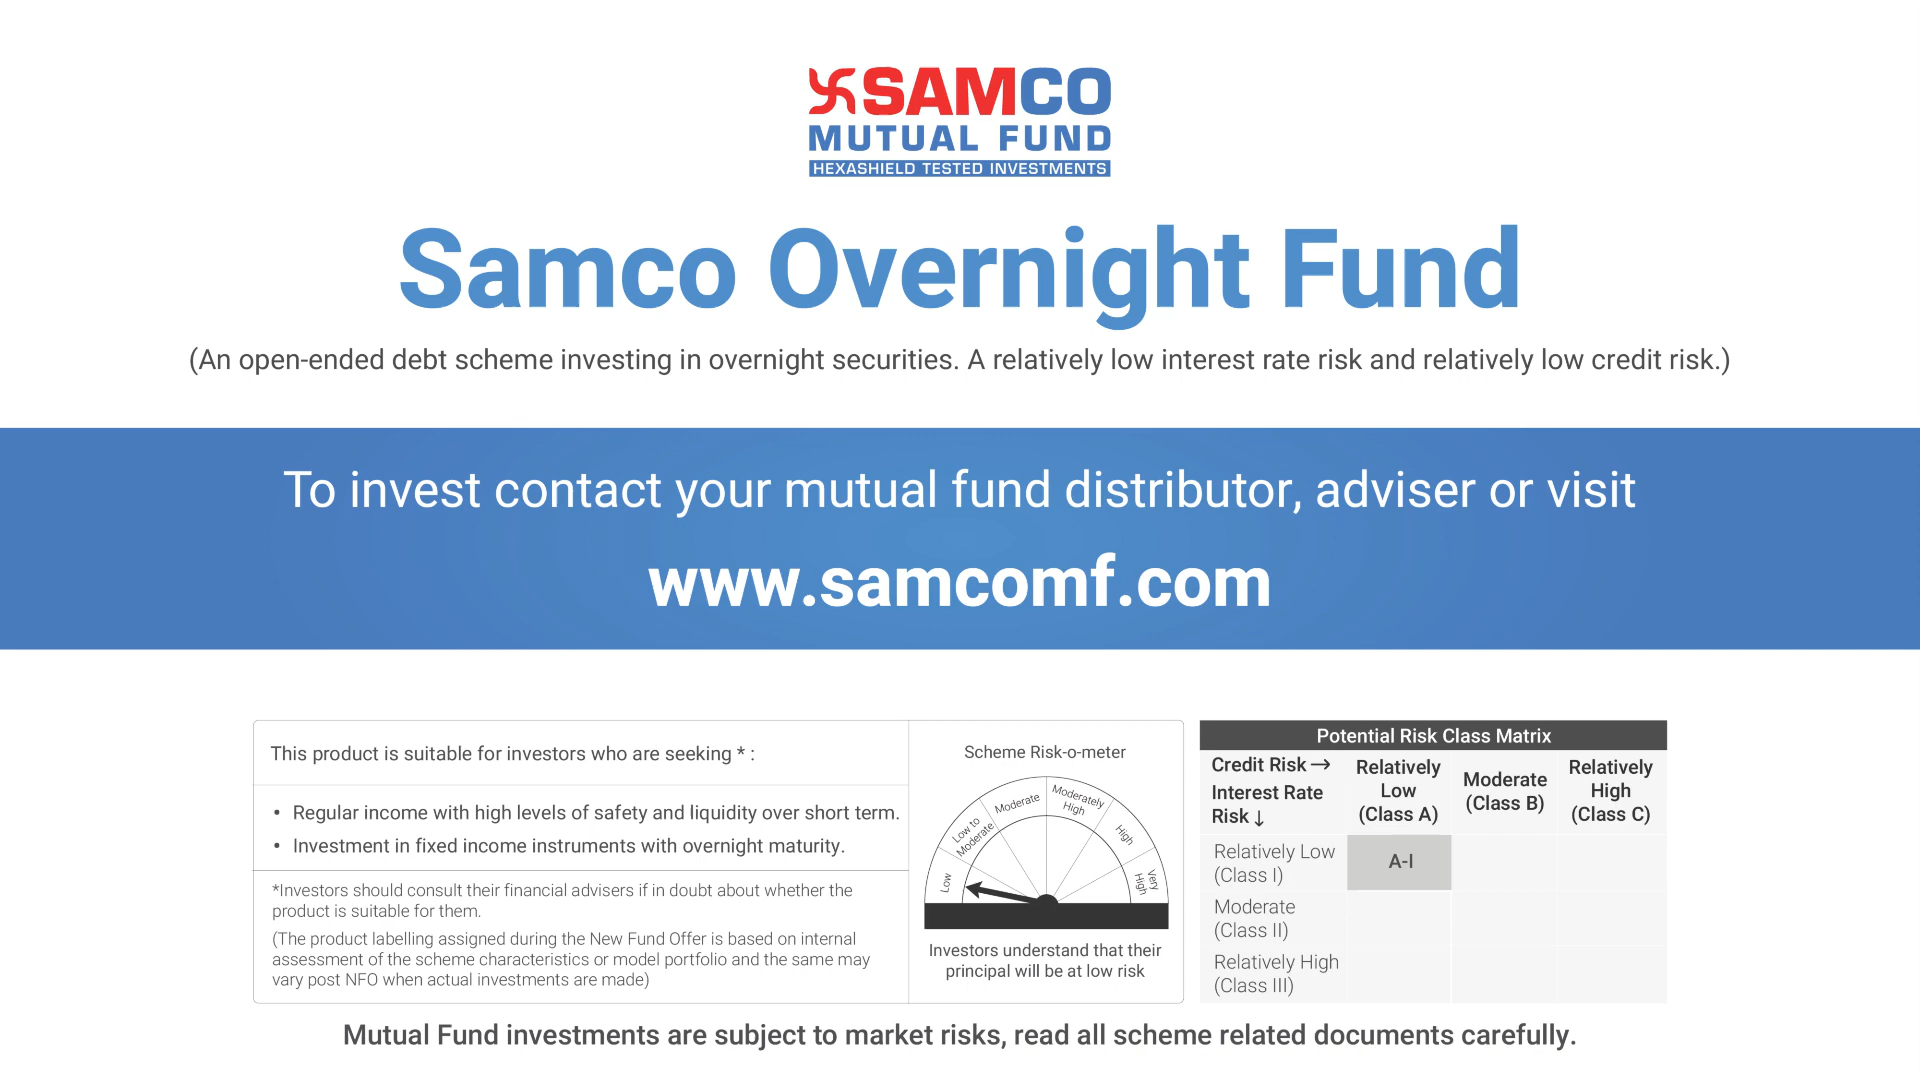 SAMCO
MUTUAL FUND
HEXASHIELD TESTED INVESTMENTS
Samco Overnight Fund
(An open-ended debt scheme investing in overnight securities. A relatively low interest rate risk and relatively low credit risk.)
To invest contact your mutual fund distributor, adviser or visit
www.samcomf.com
This product is suitable for investors who are seeking * :
• Regular income with high levels of safety and liquidity over short term.
• Investment in fixed income instruments with overnight maturity.
*Investors should consult their financial advisers if in doubt about whether the
product is suitable for them.
(The product labelling assigned during the New Fund Offer is based on internal
assessment of the scheme characteristics or model portfolio and the same may
vary post NFO when actual investments are made)
Scheme Risk-o-meter
Low
Low to
Moderate
Moderate
Moderately
High
High
Very
High
Investors understand that their
principal will be at low risk
Potential Risk Class Matrix
Credit Risk →
Interest Rate
Risk ↓
Relatively
Low
(Class A)
Moderate
(Class B)
Relatively
High
(Class C)
Relatively Low
(Class I)
A-I
Moderate
(Class II)
Relatively High
(Class III)
Mutual Fund investments are subject to market risks, read all scheme related documents carefully.